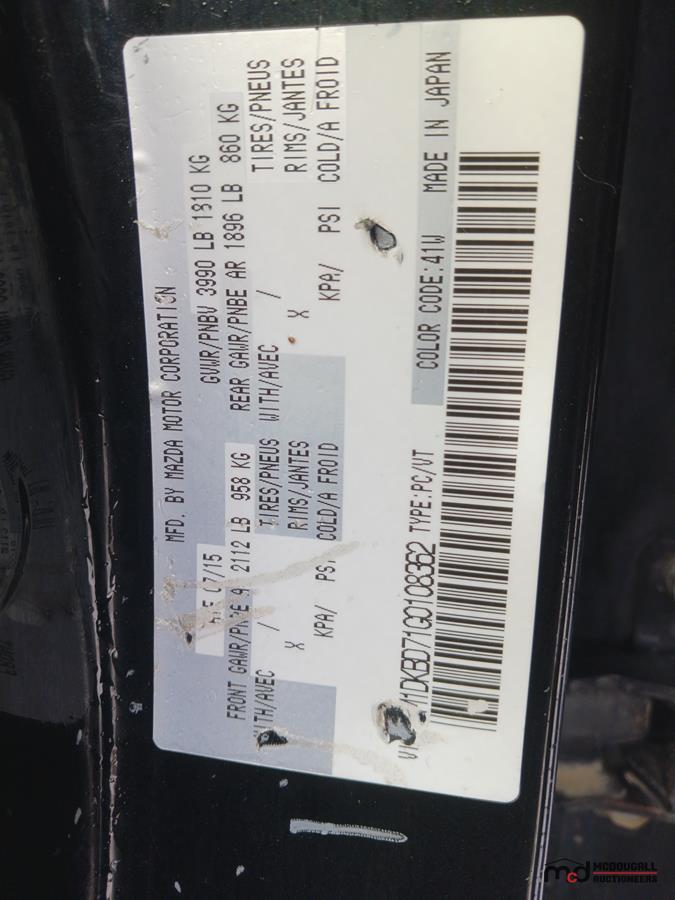 MFD. BY MAZDA MOTOR CORPORATION
07/15 GVWR/PNBV 3990 LB 1810 KG
FRONT GAWR/PNBE A 2112 LB 958 KG REAR GAWR/PNBE AR 1896 LB 860 KG
WITH/AVEC / TIRES/PNEUS WITH/AVEC / TIRES/PNEUS
X RIMS/JANTES X RIMS/JANTES
KPA/ PSI COLD/A FROID KPA/ PSI COLD/A FROID
DKBD71G0108362 TYPE:PC/VT COLOR CODE:41W MADE IN JAPAN
mcd MCDOUGALL
AUCTIONEERS